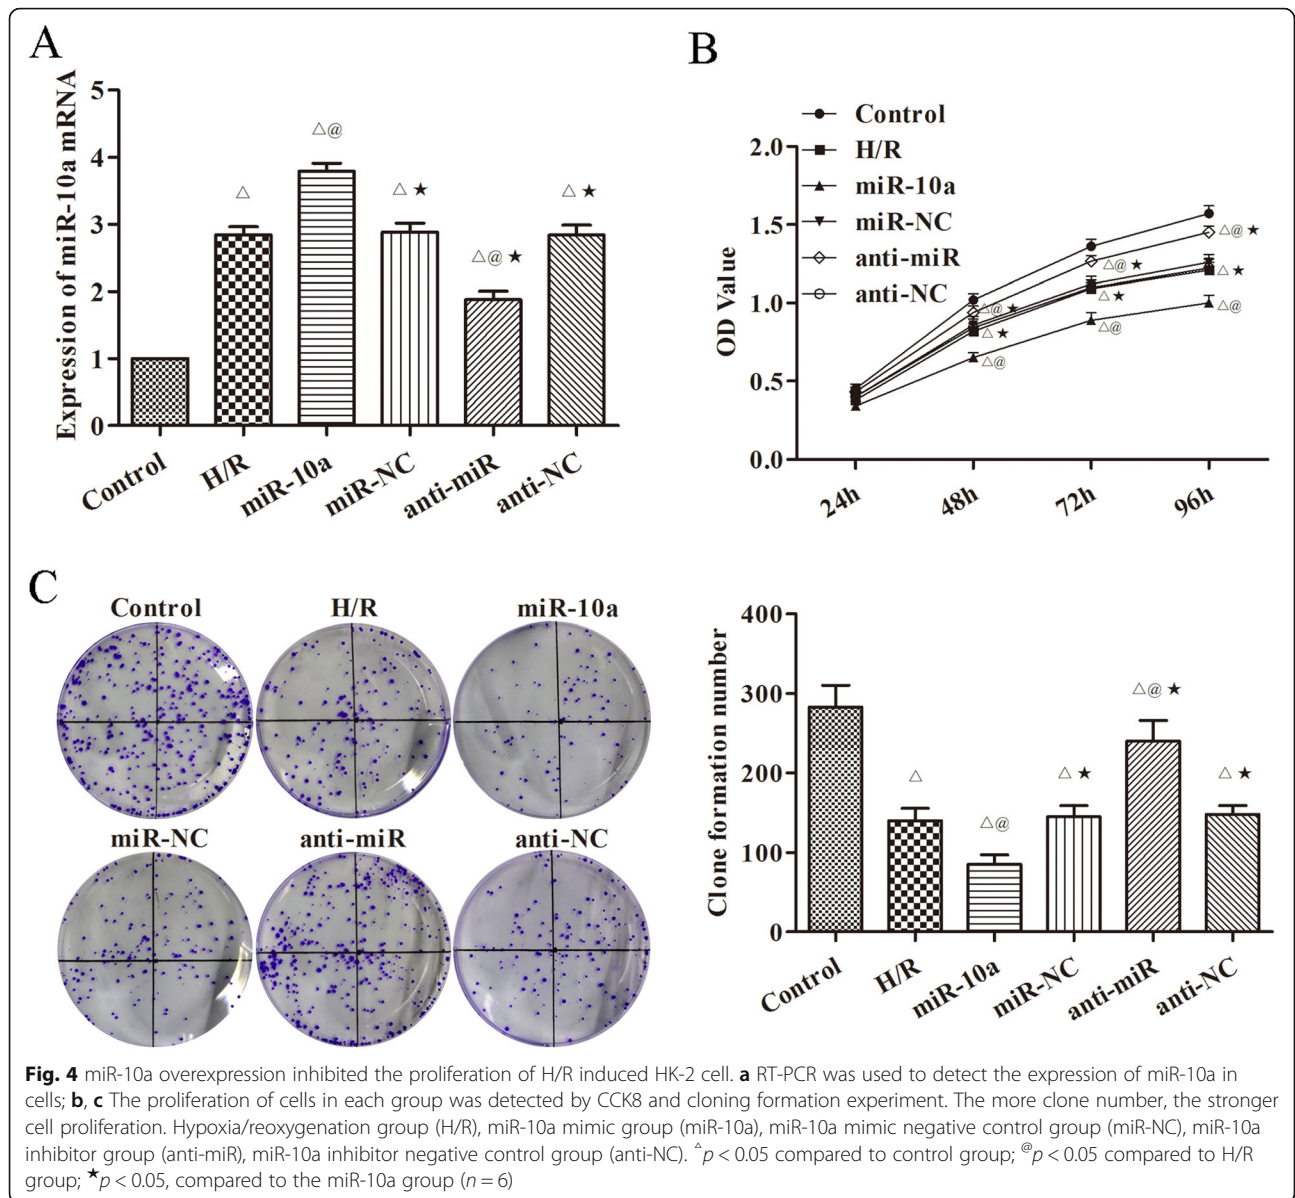 A
Expression of miR-10a mRNA
5
4
3
2
1
0
△
△@
△ ★
△@ ★
△ ★
Control
H/R
miR-10a
miR-NC
anti-miR
anti-NC
B
Control
H/R
miR-10a
miR-NC
anti-miR
anti-NC
OD Value
2.0
1.5
1.0
0.5
0.0
△@ ★
△ ★
△@
△@ ★
△ ★
△@
△@ ★
△ ★
△@
24h
48h
72h
96h
C
Control
H/R
miR-10a
miR-NC
anti-miR
anti-NC
Clone formation number
400
300
200
100
0
△
△@
△ ★
△@ ★
△ ★
Control
H/R
miR-10a
miR-NC
anti-miR
anti-NC
Fig. 4 miR-10a overexpression inhibited the proliferation of H/R induced HK-2 cell. a RT-PCR was used to detect the expression of miR-10a in
cells; b, c The proliferation of cells in each group was detected by CCK8 and cloning formation experiment. The more clone number, the stronger
cell proliferation. Hypoxia/reoxygenation group (H/R), miR-10a mimic group (miR-10a), miR-10a mimic negative control group (miR-NC), miR-10a
inhibitor group (anti-miR), miR-10a inhibitor negative control group (anti-NC). △p < 0.05 compared to control group; @p < 0.05 compared to H/R
group; ★p < 0.05, compared to the miR-10a group (n = 6)